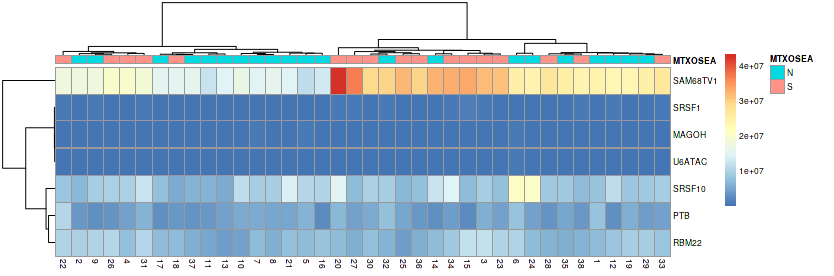 MTXOSEA
SAM68TV1
SRSF1
MAGOH
U6ATAC
SRSF10
PTB
RBM22
22 2 9 26 4 31 17 18 37 11 13 10 7 8 21 5 16 20 27 30 32 25 36 14 34 15 3 23 6 24 28 35 38 1 12 19 29 33
4e+07
3e+07
2e+07
1e+07
MTXOSEA
N
S